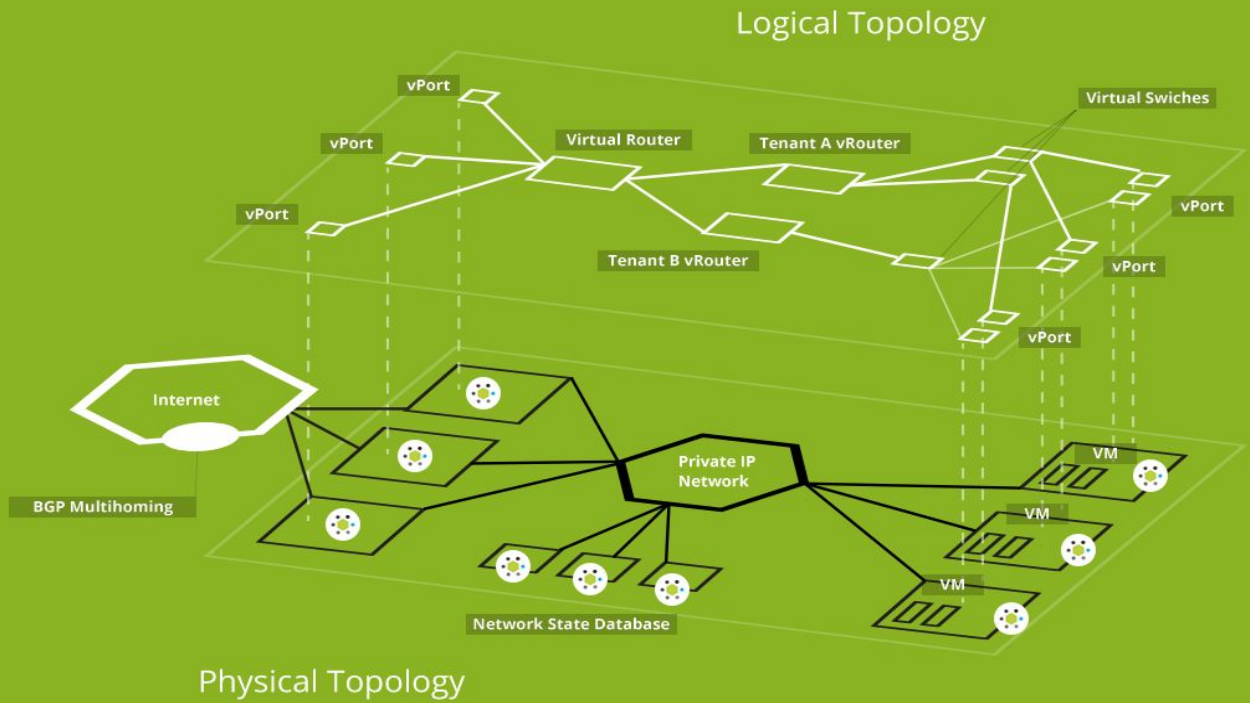 Logical Topology
vPort
Virtual Swiches
Virtual Router
Tenant A vRouter
vPort
vPort
vPort
Tenant B vRouter
vPort
vPort
Internet
Private IP
Network
VM
BGP Multihoming
VM
VM
Network State Database
Physical Topology